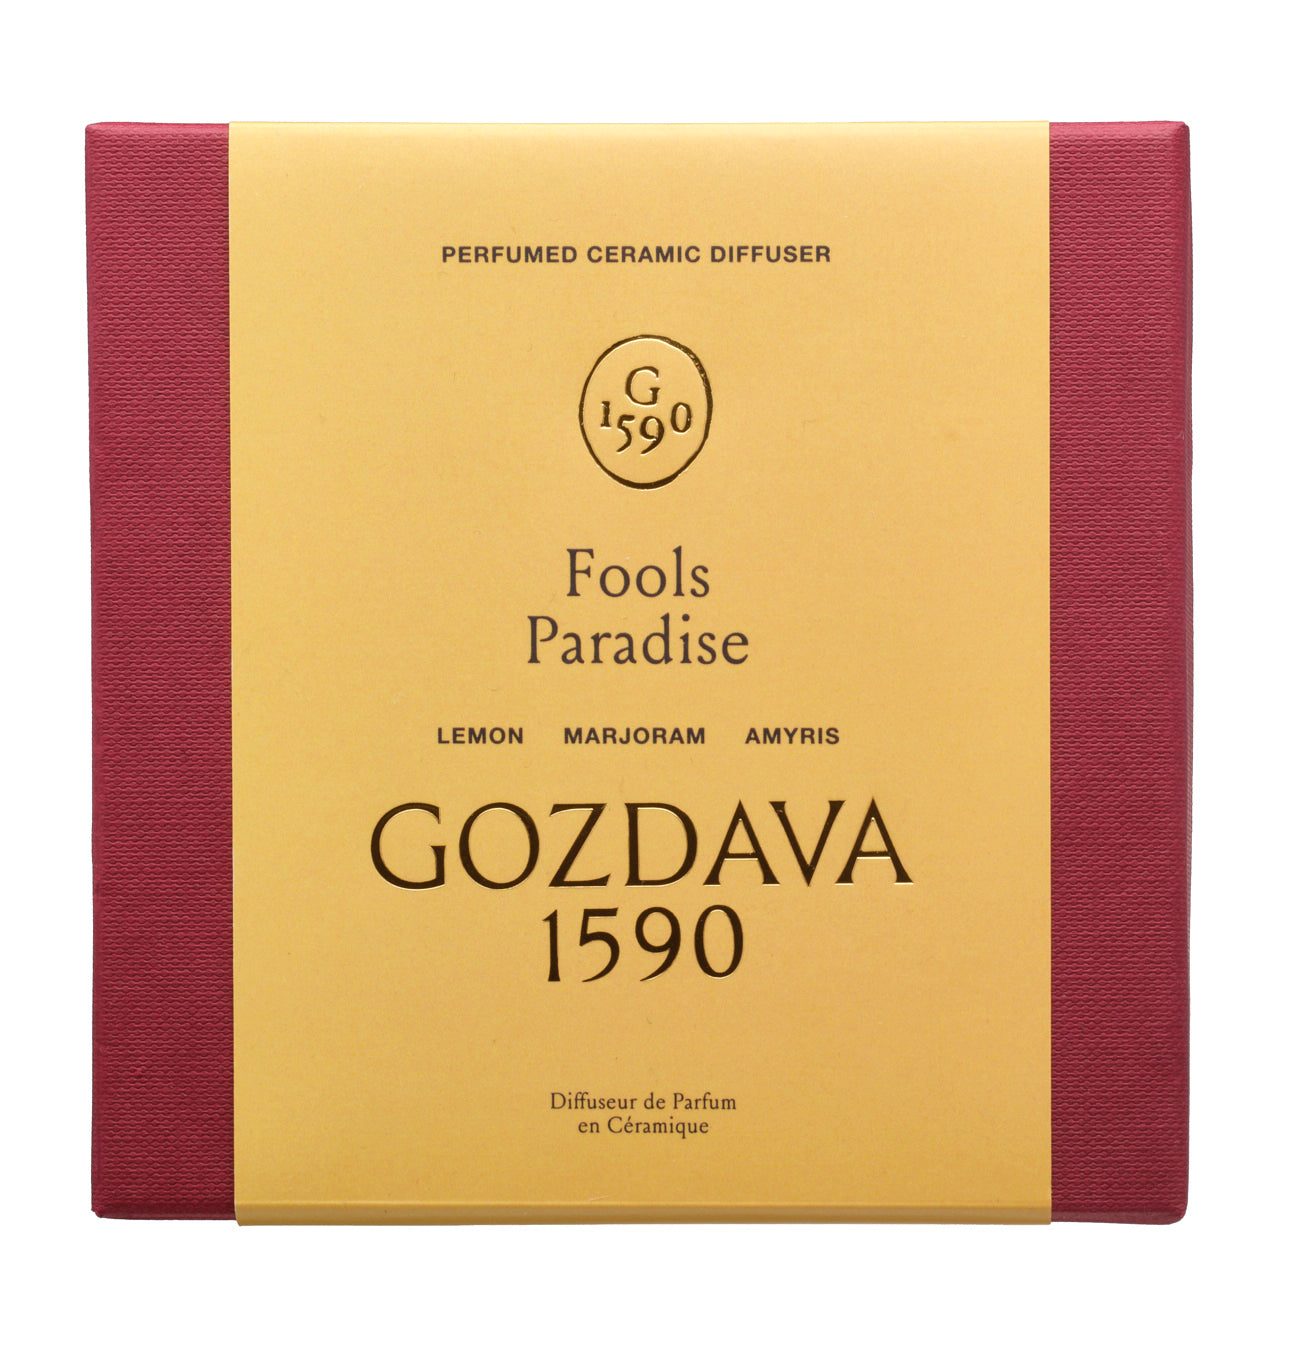 PERFUMED CERAMIC DIFFUSER
G
1590
Fools
Paradise
LEMON MARJORAM AMYRIS
GOZDAVA
1590
Diffuseur de Parfum
en Céramique